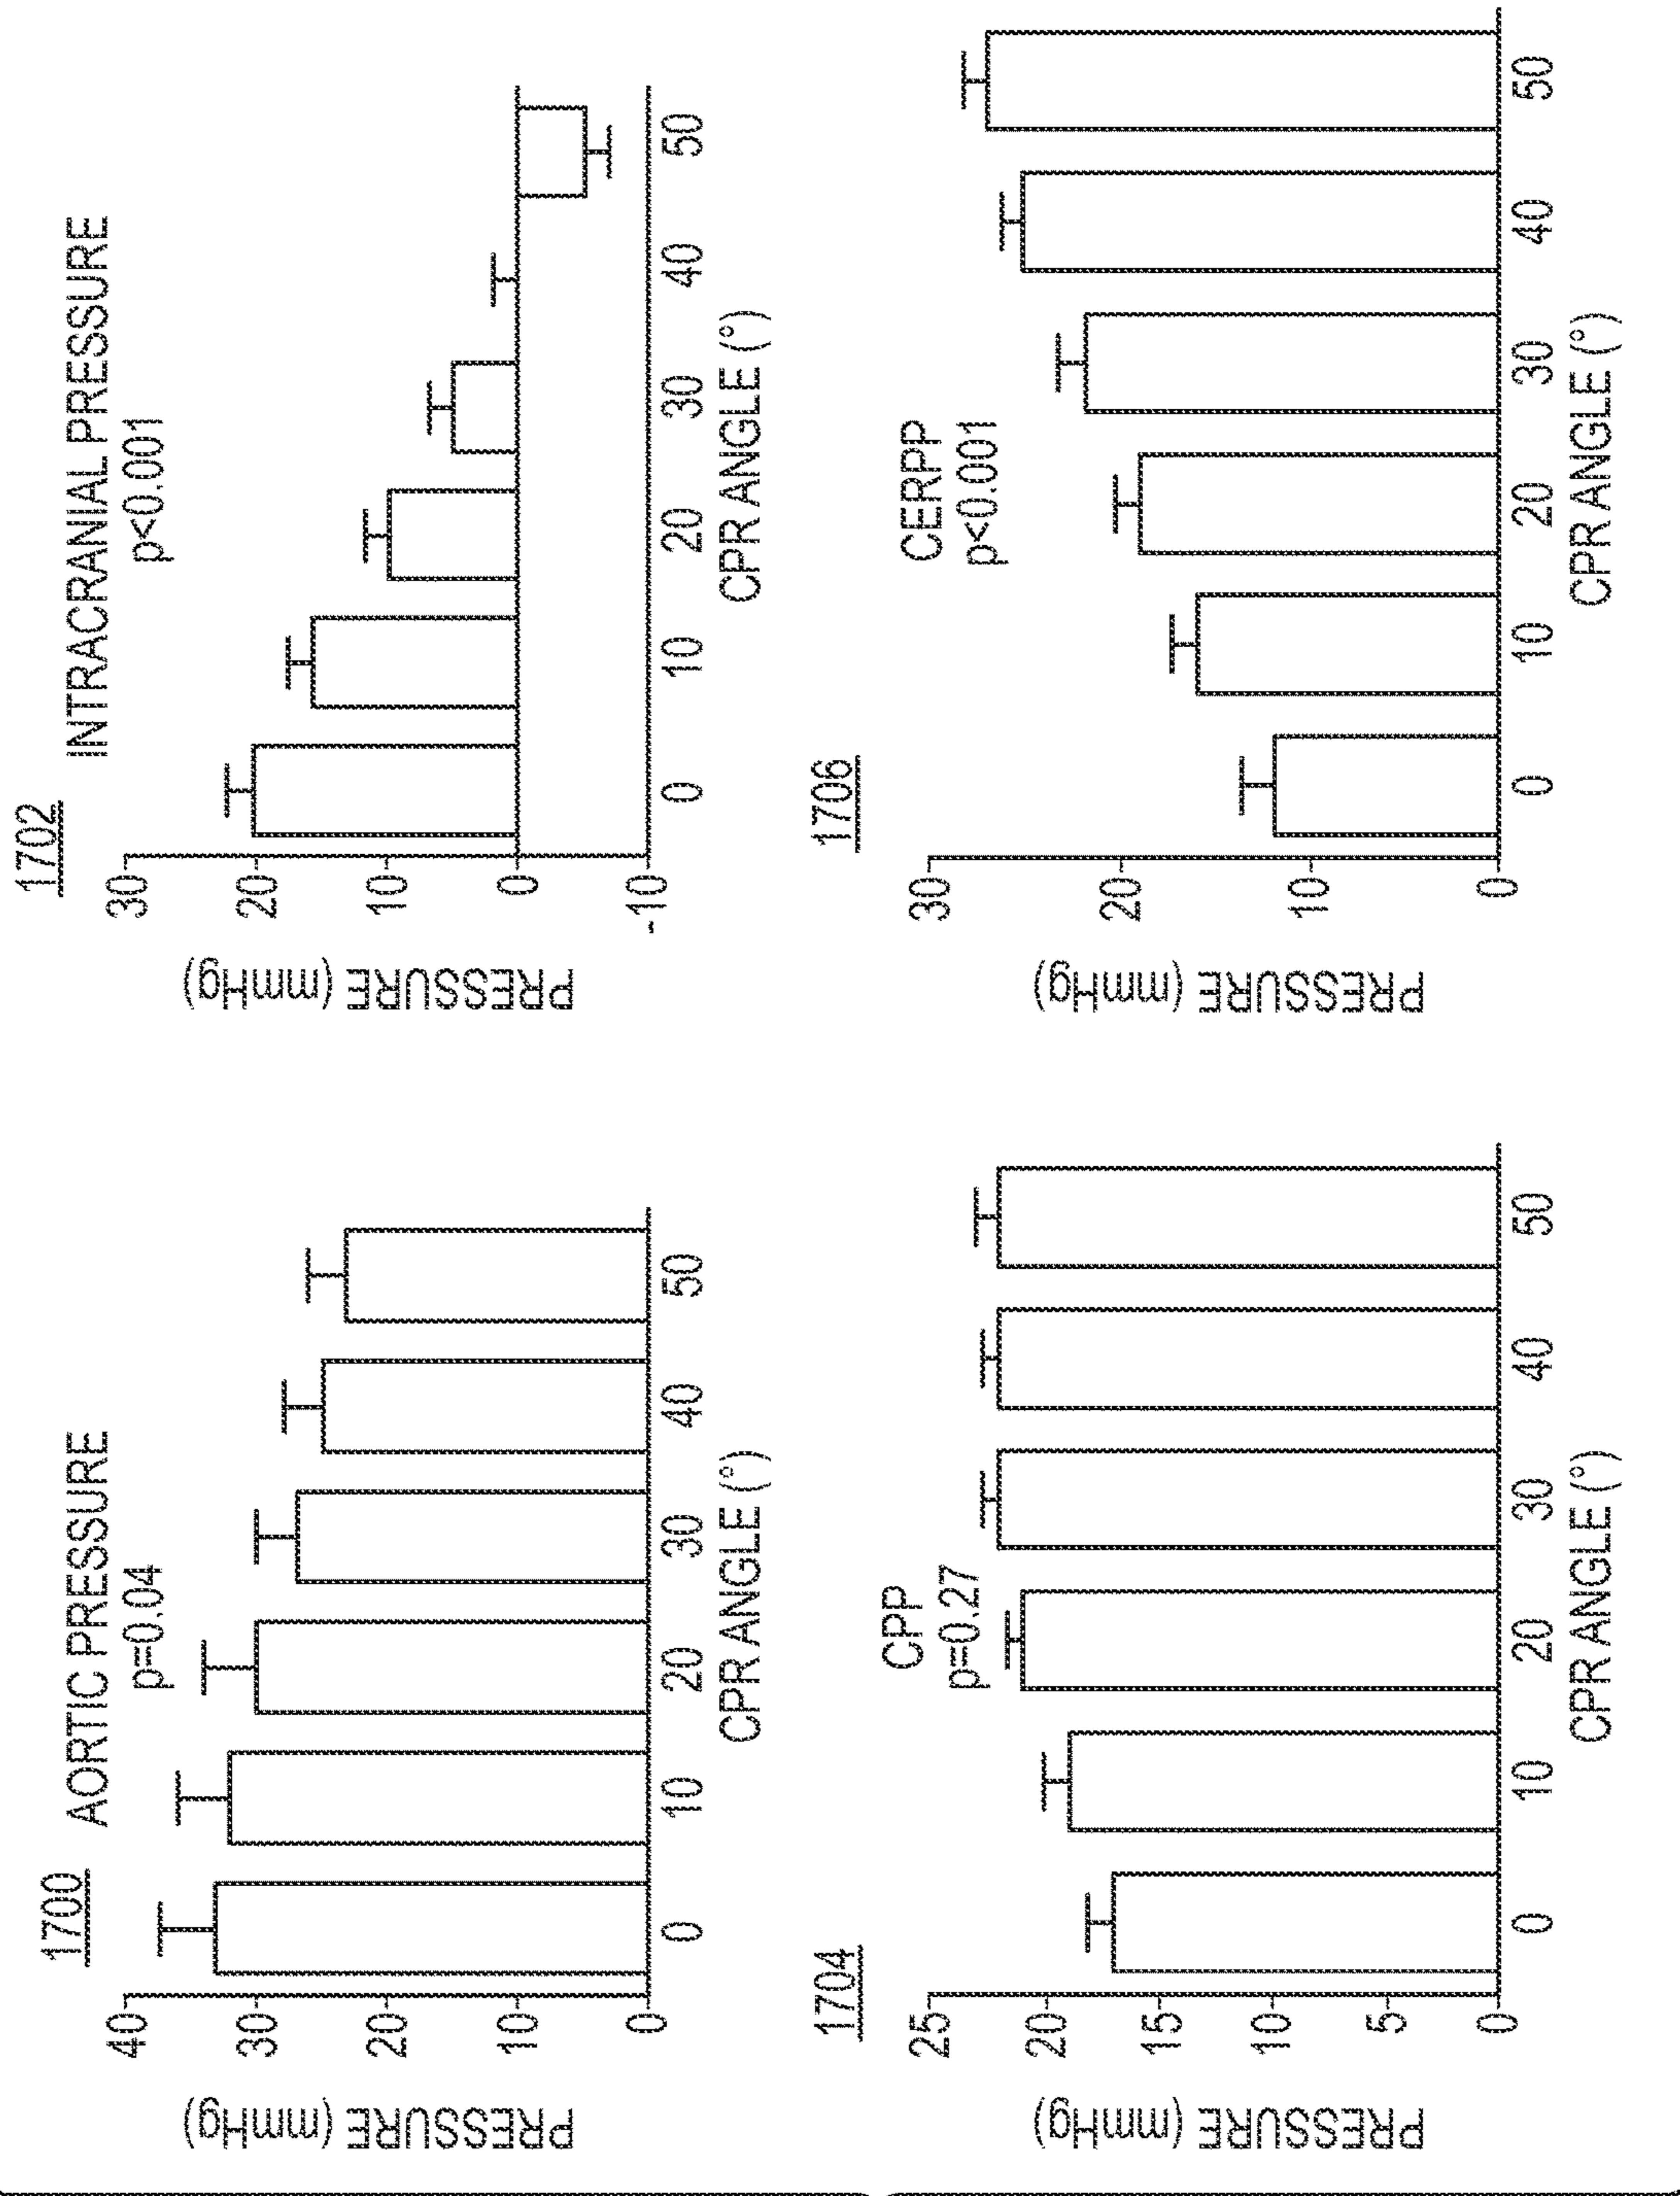 1700
AORTIC PRESSURE
p=0.04
PRESSURE (mmHg)
40
30
20
10
0
0 10 20 30 40 50
CPR ANGLE (°)
1702
INTRACRANIAL PRESSURE
p<0.001
PRESSURE (mmHg)
30
20
10
0
-10
0 10 20 30 40 50
CPR ANGLE (°)
1704
CPP
p=0.27
PRESSURE (mmHg)
25
20
15
10
5
0
0 10 20 30 40 50
CPR ANGLE (°)
1706
CERPP
p<0.001
PRESSURE (mmHg)
30
20
10
0
0 10 20 30 40 50
CPR ANGLE (°)